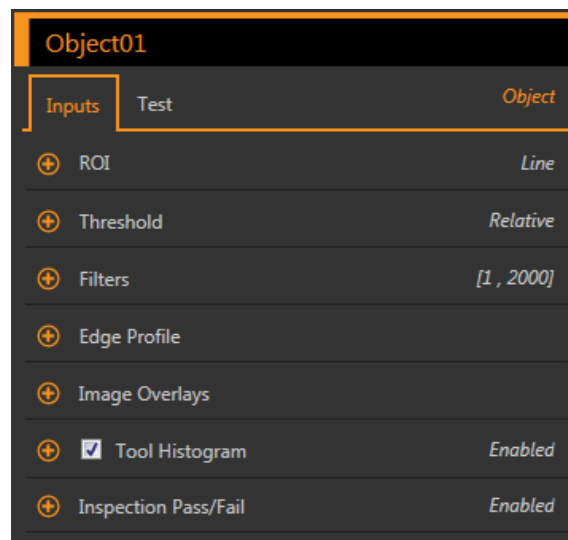 Object01
Inputs Test Object
ROI Line
Threshold Relative
Filters [1 , 2000]
Edge Profile
Image Overlays
Tool Histogram Enabled
Inspection Pass/Fail Enabled